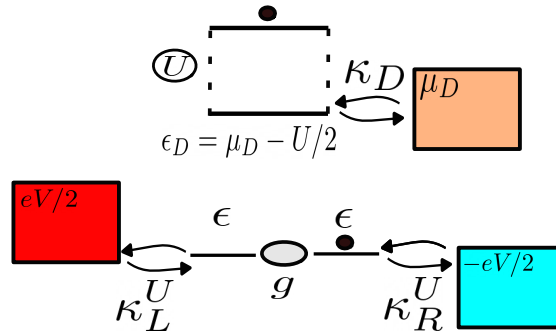 U
κ_D
μ_D
ϵ_D = μ_D − U/2
eV/2
ϵ
ϵ
−eV/2
g
κ_L^U
κ_R^U